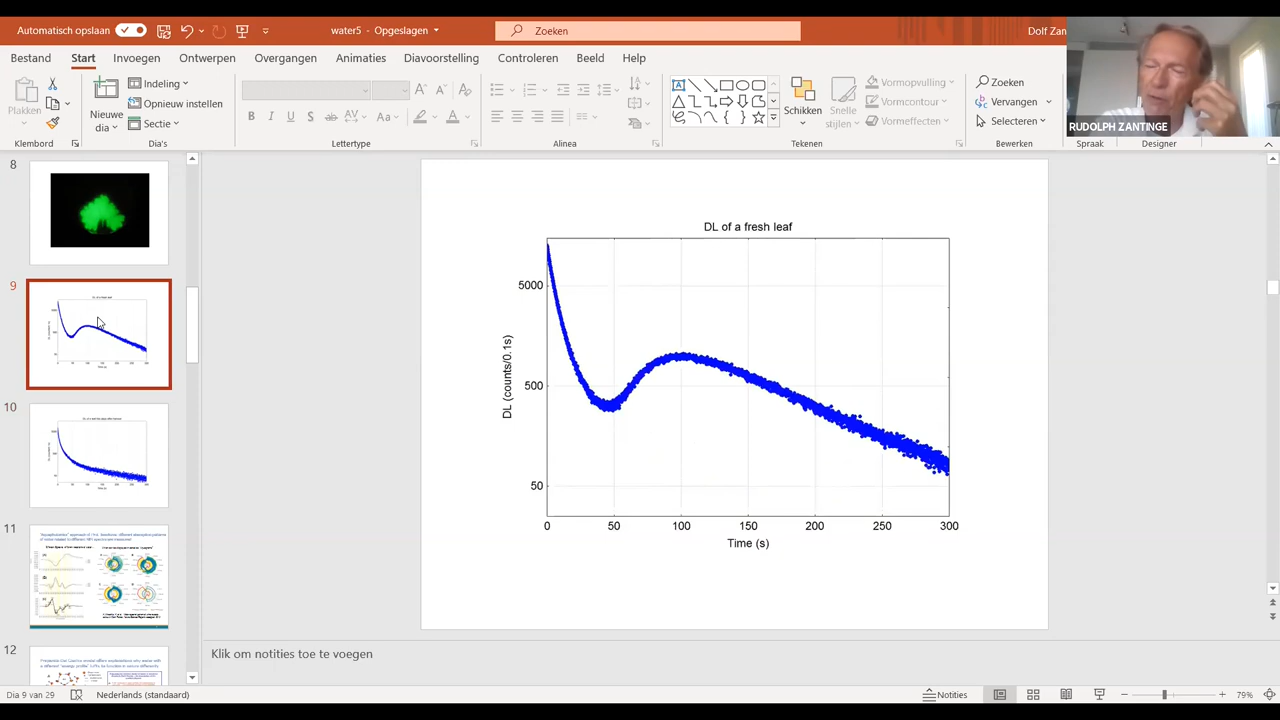 Automatisch opslaan
water5 - Opgeslagen
Zoeken
Dolf Zan
Bestand Start Invoegen Ontwerpen Overgangen Animaties Diavoorstelling Controleren Beeld Help
RUDOLPH ZANTINGE
Plakken
Nieuwe dia
Indeling
Opnieuw instellen
Sectie
Schikken
Snelle stijlen
Vormopvulling
Vormcontour
Vormeffecten
Zoeken
Vervangen
Selecteren
Klembord Dia's Lettertype Alinea Tekenen Bewerken Spraak Designer
8
9
10
11
12
DL of a fresh leaf
DL (counts/0.1s)
5000
500
50
0 50 100 150 200 250 300
Time (s)
Klik om notities toe te voegen
Dia 9 van 29
Nederlands (standaard)
Notities
79%